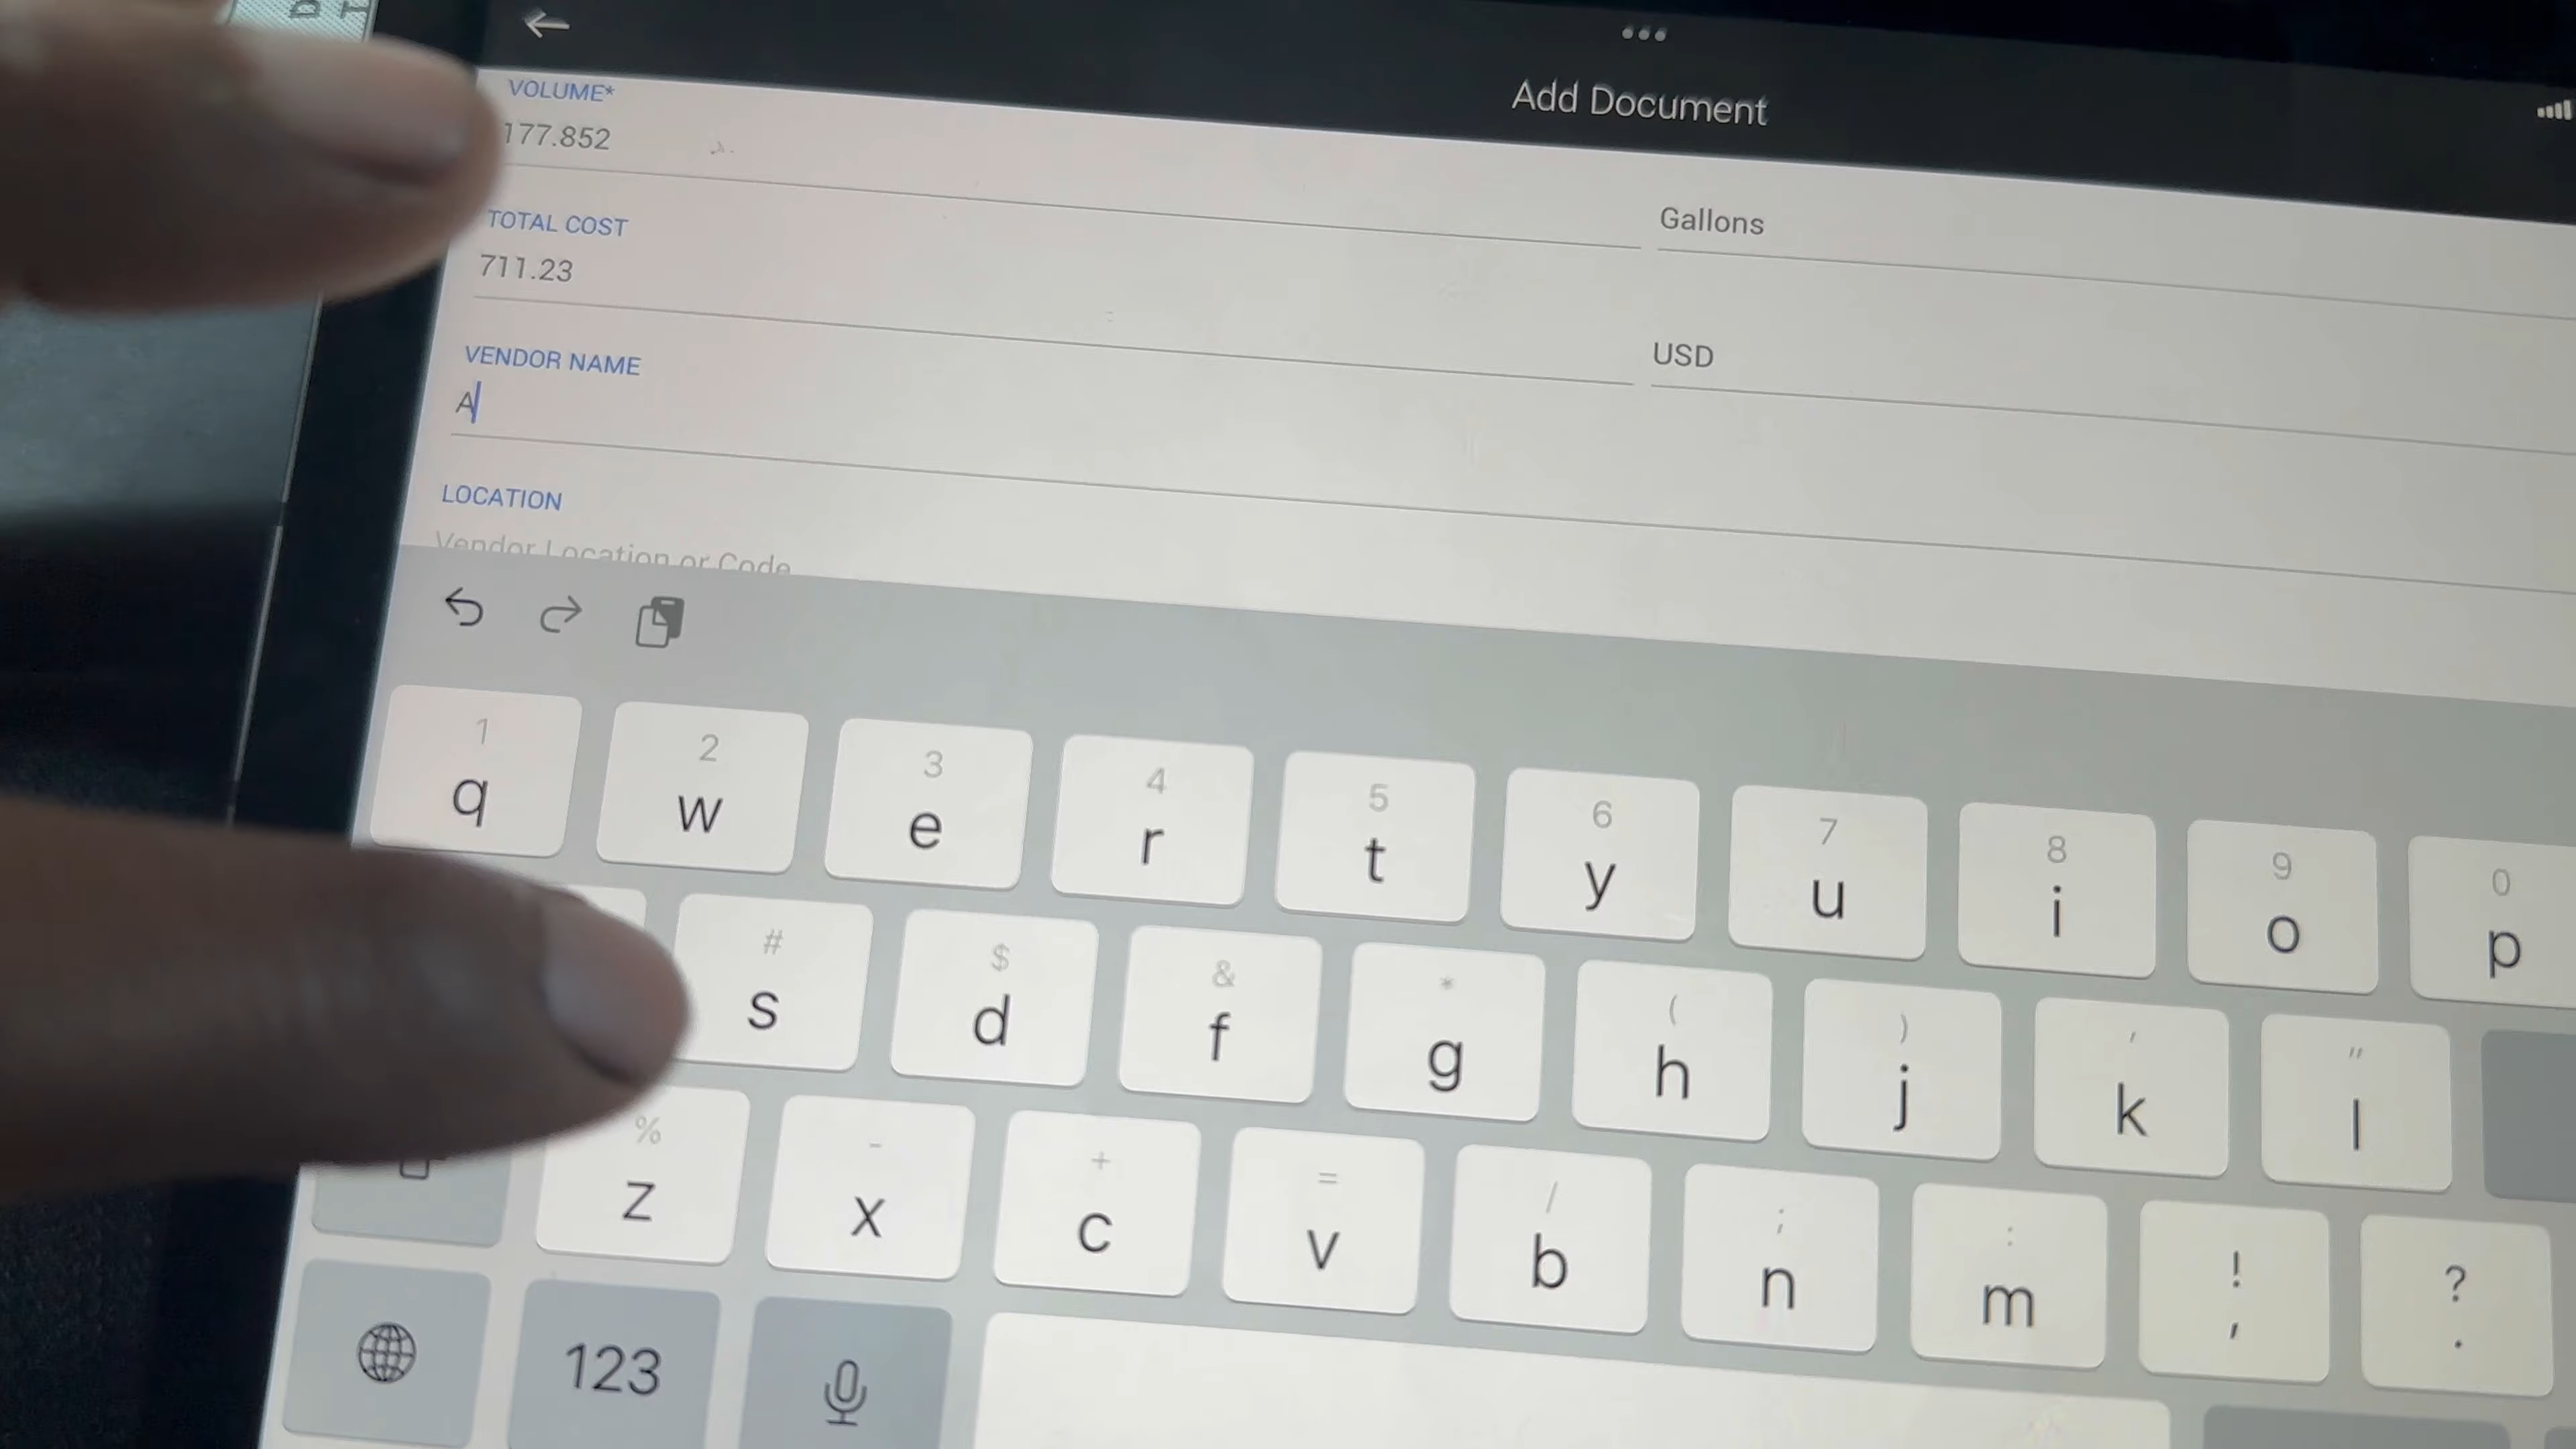 Add Document
VOLUME*
177.852
Gallons
TOTAL COST
711.23
USD
VENDOR NAME
A
LOCATION
Vendor Location or Code
1 2 3 4 5 6 7 8 9 0
q w e r t y u i o p
# $ & * ( ) ' "
s d f g h j k l
% - + = / ; : ! ?
z x c v b n m , .
123